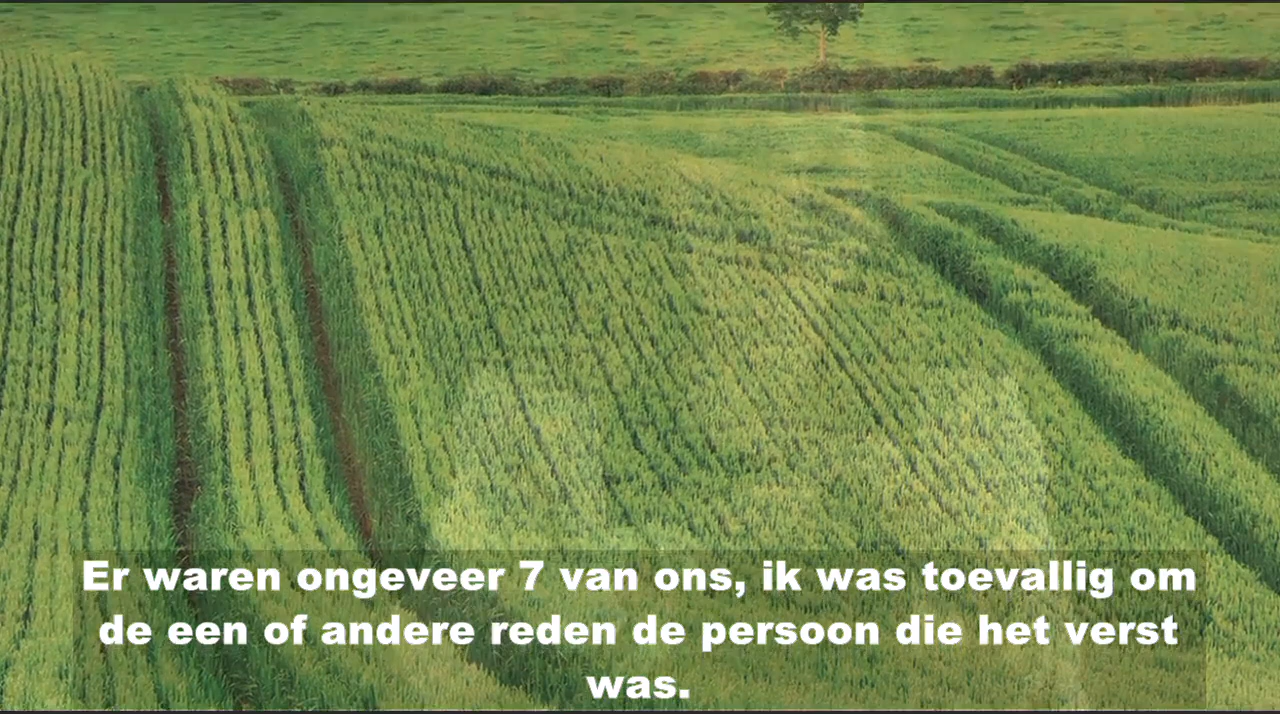 Er waren ongeveer 7 van ons, ik was toevallig om
de een of andere reden de persoon die het verst
was.